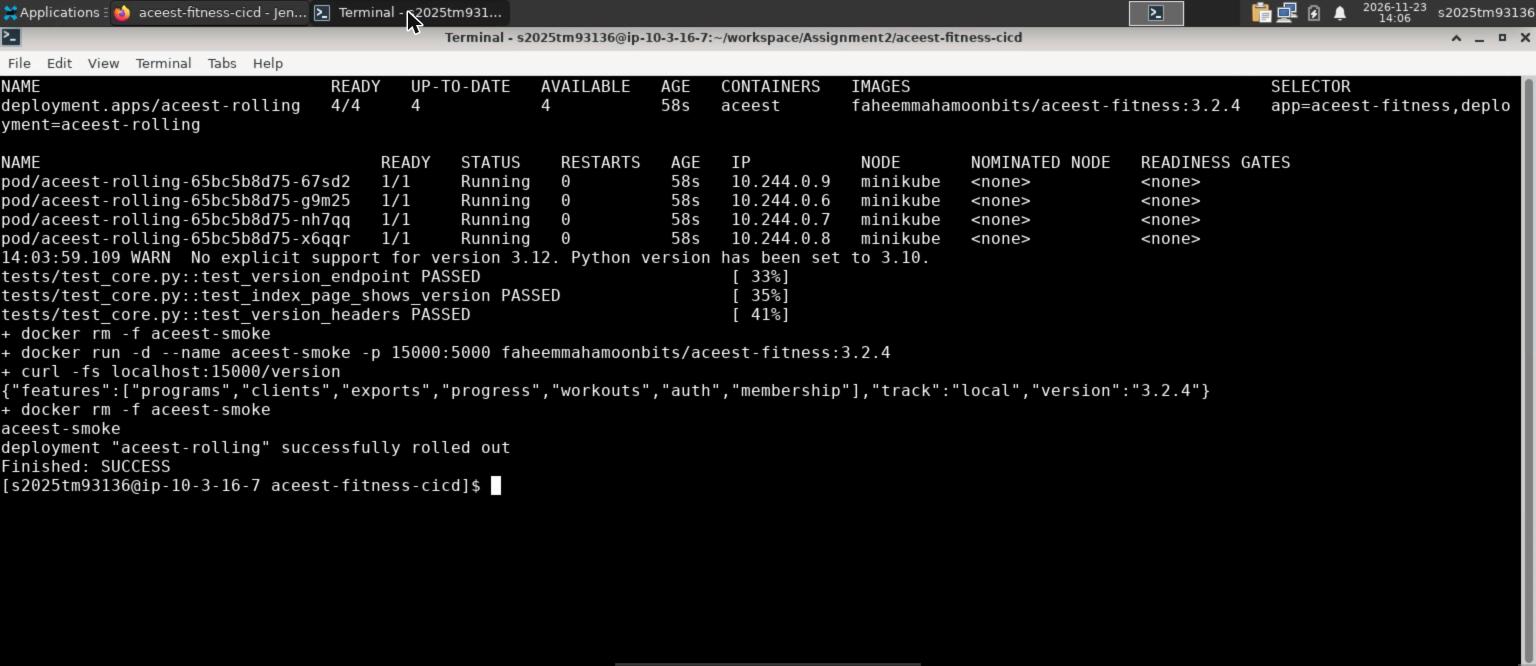 Applications aceest-fitness-cicd - Jen... Terminal - s2025tm931... 2026-11-23 14:06 s2025tm93136
Terminal - s2025tm93136@ip-10-3-16-7:~/workspace/Assignment2/aceest-fitness-cicd
File Edit View Terminal Tabs Help
NAME READY UP-TO-DATE AVAILABLE AGE CONTAINERS IMAGES SELECTOR
deployment.apps/aceest-rolling 4/4 4 4 58s aceest faheemmahamoonbits/aceest-fitness:3.2.4 app=aceest-fitness,deplo
yment=aceest-rolling
NAME READY STATUS RESTARTS AGE IP NODE NOMINATED NODE READINESS GATES
pod/aceest-rolling-65bc5b8d75-67sd2 1/1 Running 0 58s 10.244.0.9 minikube <none> <none>
pod/aceest-rolling-65bc5b8d75-g9m25 1/1 Running 0 58s 10.244.0.6 minikube <none> <none>
pod/aceest-rolling-65bc5b8d75-nh7qq 1/1 Running 0 58s 10.244.0.7 minikube <none> <none>
pod/aceest-rolling-65bc5b8d75-x6qqr 1/1 Running 0 58s 10.244.0.8 minikube <none> <none>
14:03:59.109 WARN No explicit support for version 3.12. Python version has been set to 3.10.
tests/test_core.py::test_version_endpoint PASSED [ 33%]
tests/test_core.py::test_index_page_shows_version PASSED [ 35%]
tests/test_core.py::test_version_headers PASSED [ 41%]
+ docker rm -f aceest-smoke
+ docker run -d --name aceest-smoke -p 15000:5000 faheemmahamoonbits/aceest-fitness:3.2.4
+ curl -fs localhost:15000/version
{"features":["programs","clients","exports","progress","workouts","auth","membership"],"track":"local","version":"3.2.4"}
+ docker rm -f aceest-smoke
aceest-smoke
deployment "aceest-rolling" successfully rolled out
Finished: SUCCESS
[s2025tm93136@ip-10-3-16-7 aceest-fitness-cicd]$